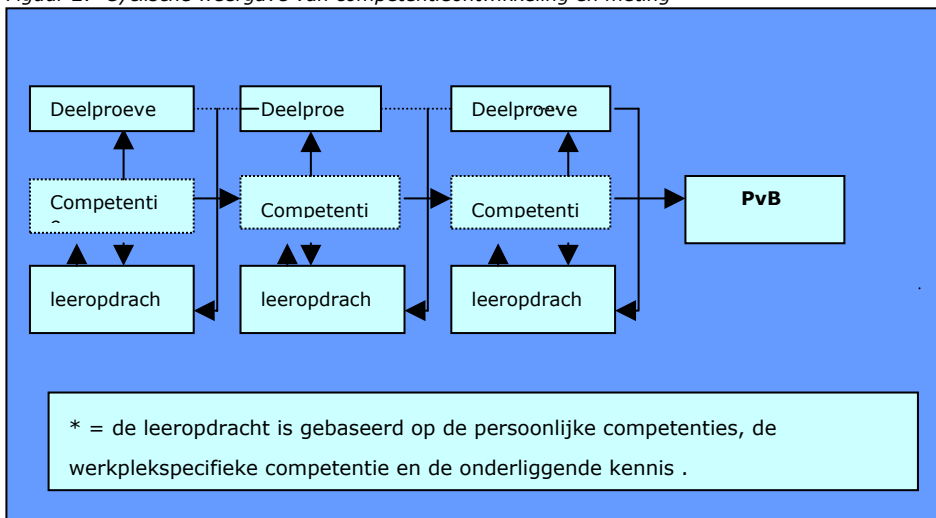 Deelproeve
Deelproe
Deelproeve
Competenti
Competenti
Competenti
PvB
leeropdrach
leeropdrach
leeropdrach
* = de leeropdracht is gebaseerd op de persoonlijke competenties, de
werkplekspecifieke competentie en de onderliggende kennis .